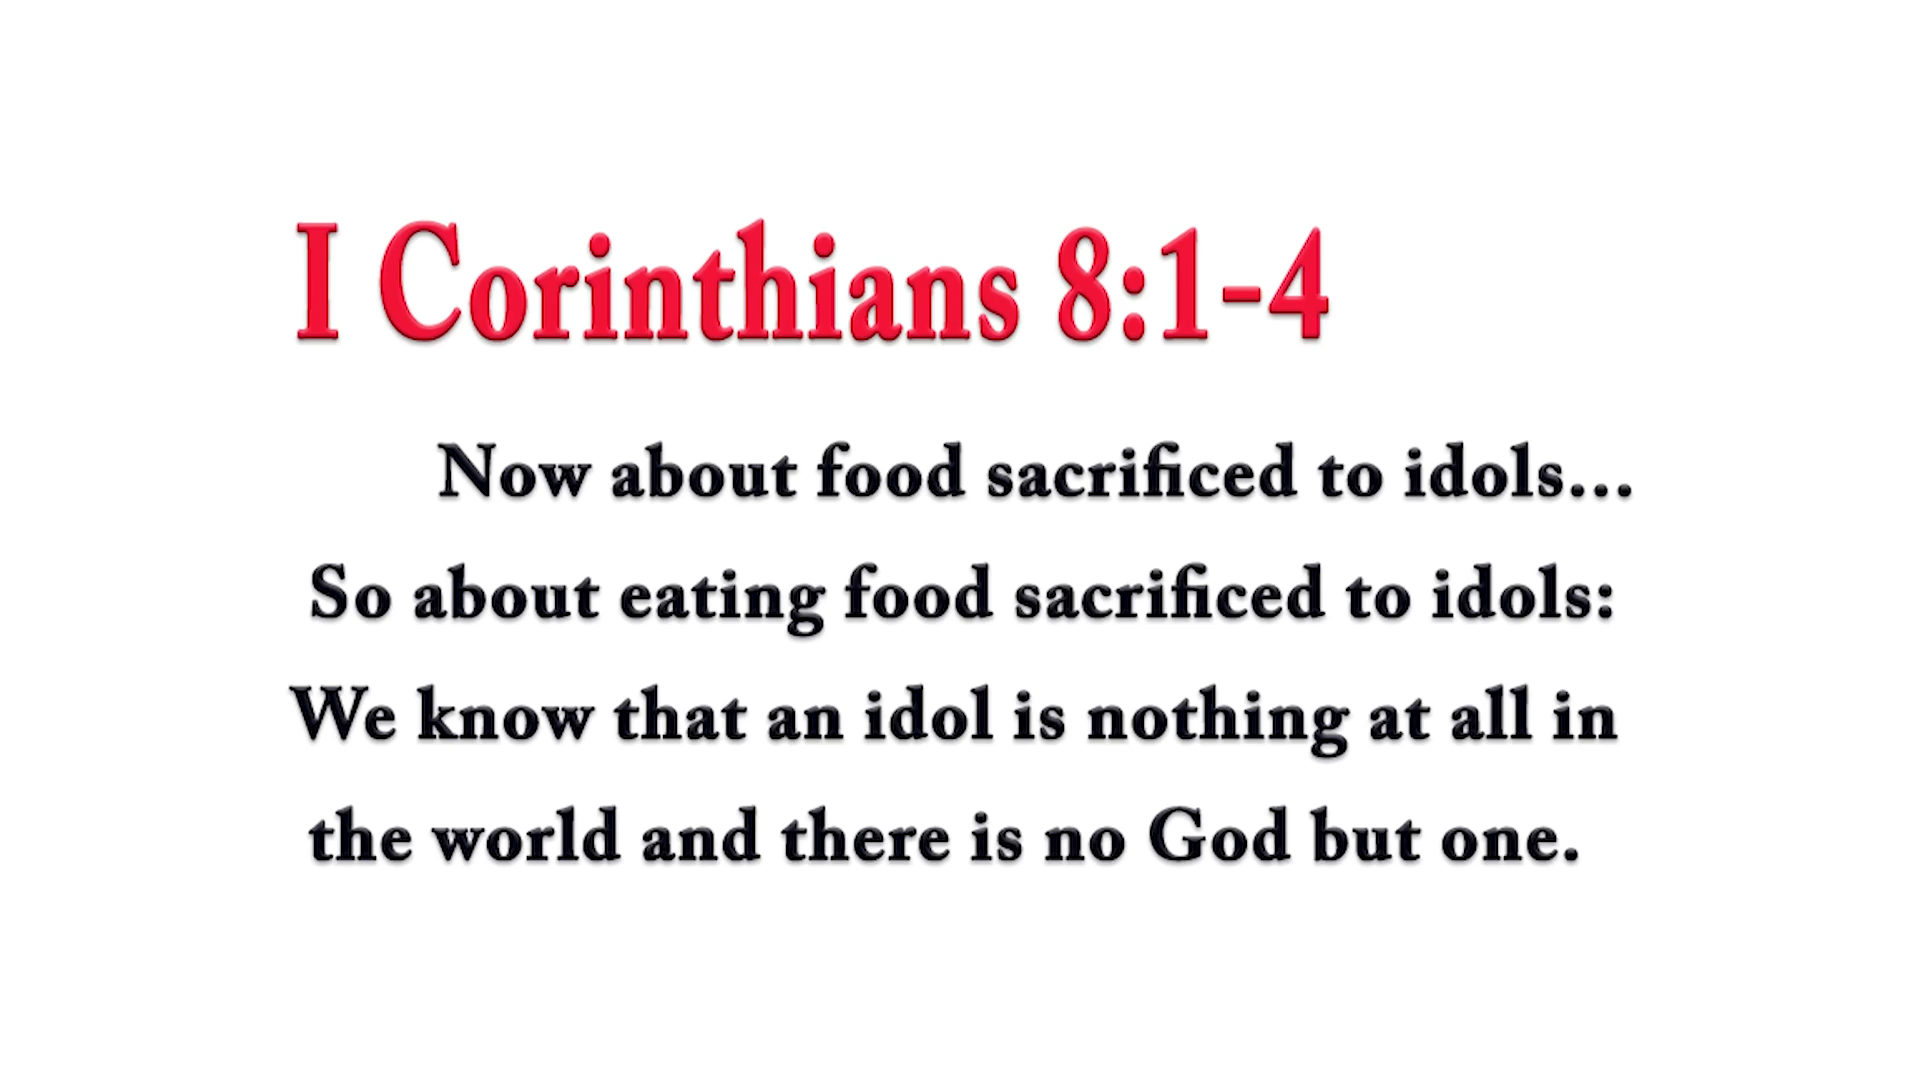 I Corinthians 8:1-4
Now about food sacrificed to idols...
So about eating food sacrificed to idols:
We know that an idol is nothing at all in
the world and there is no God but one.